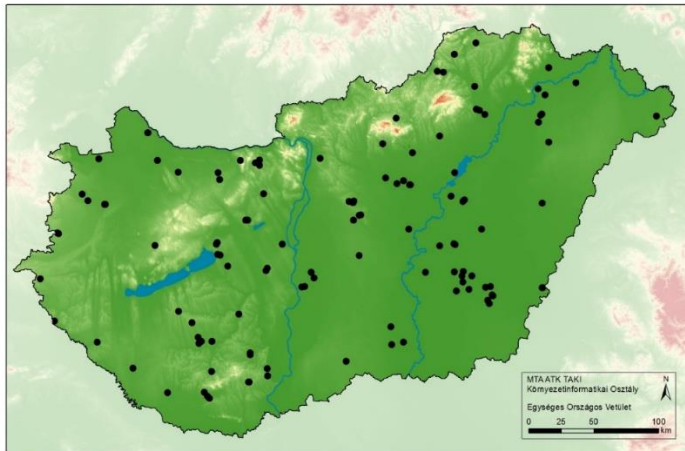 MTA ATK TAKI
Környezetinformatikai Osztály
N
Egységes Országos Vetület
0 25 50 100
km